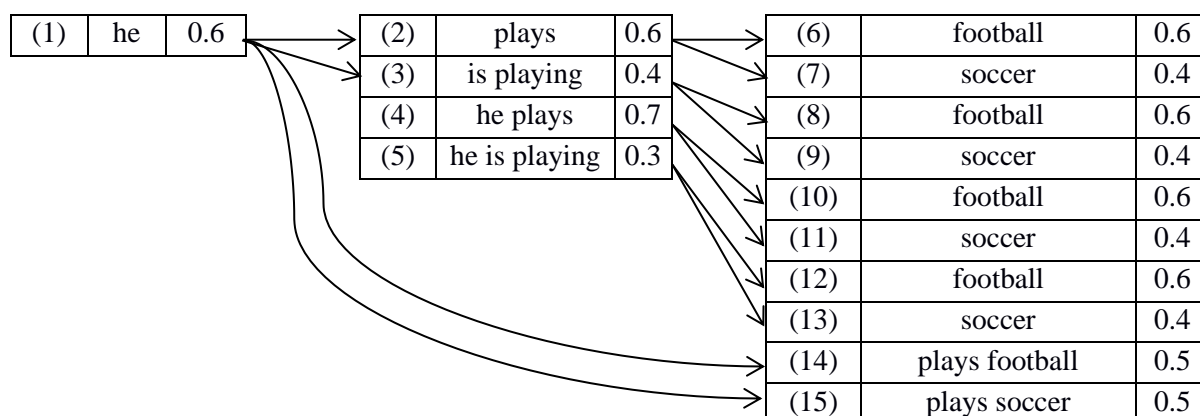 (1) he 0.6 (2) plays 0.6 (6) football 0.6
(3) is playing 0.4 (7) soccer 0.4
(4) he plays 0.7 (8) football 0.6
(5) he is playing 0.3 (9) soccer 0.4
(10) football 0.6
(11) soccer 0.4
(12) football 0.6
(13) soccer 0.4
(14) plays football 0.5
(15) plays soccer 0.5